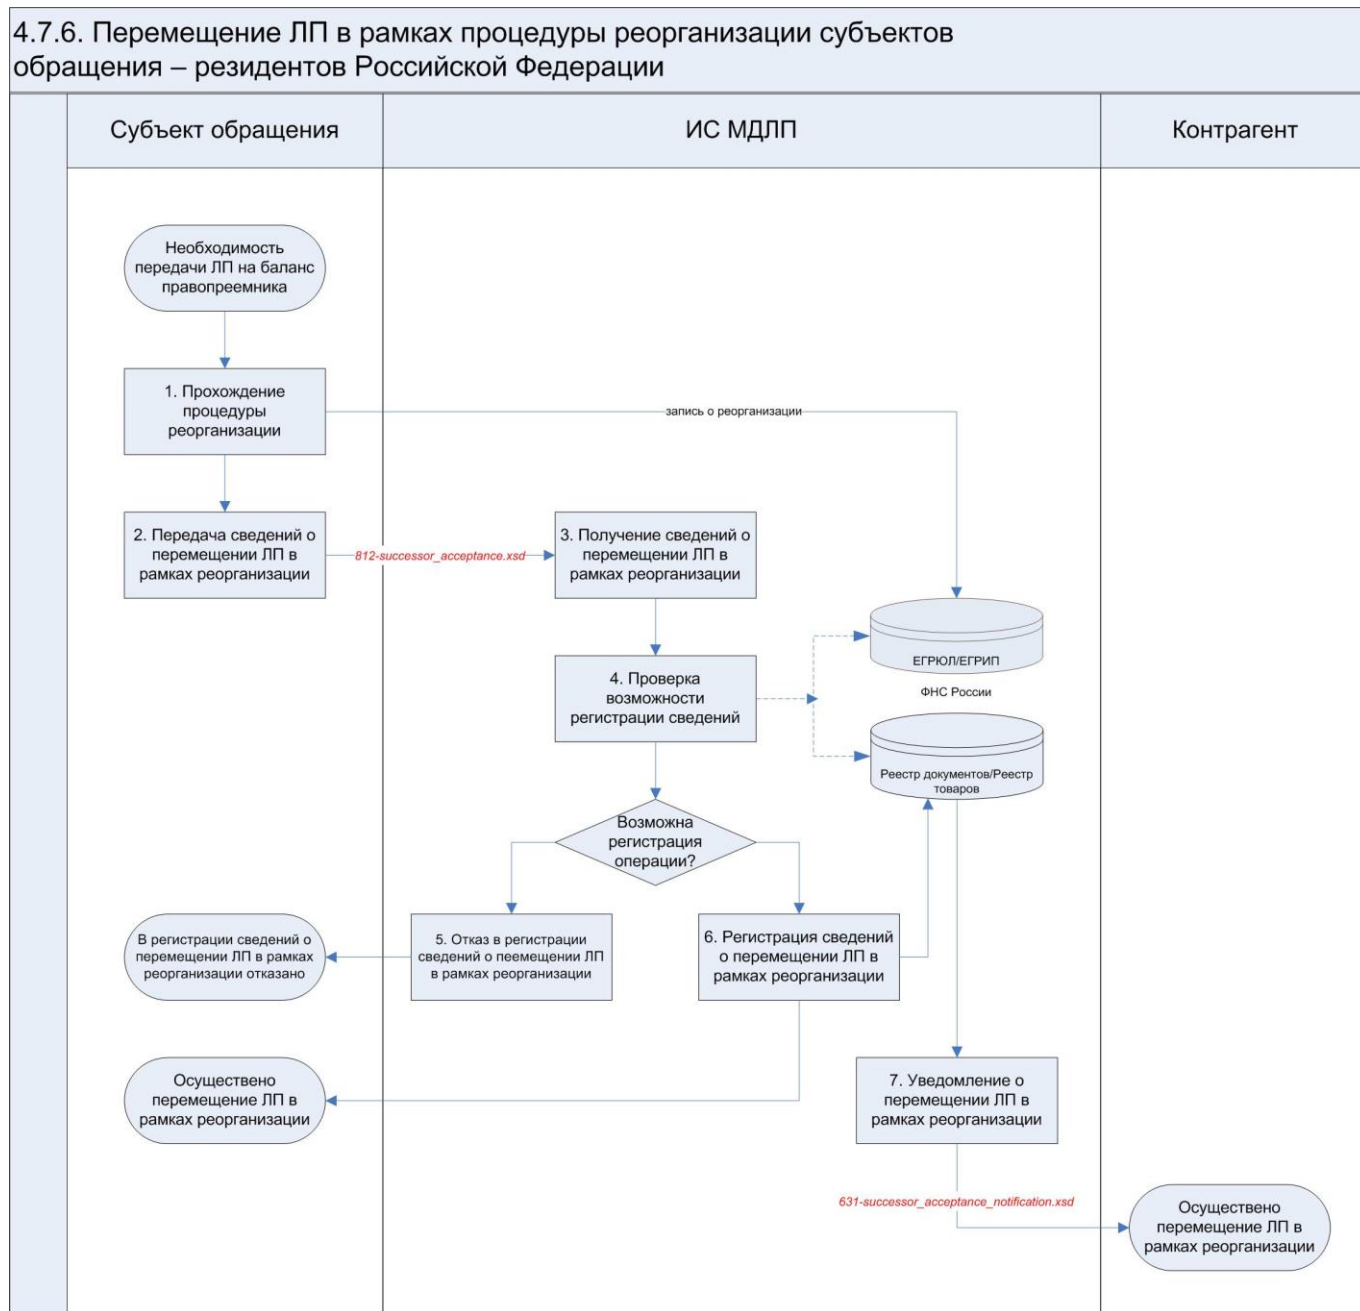 4.7.6. Перемещение ЛП в рамках процедуры реорганизации субъектов
обращения – резидентов Российской Федерации
Субъект обращения
ИС МДЛП
Контрагент
Необходимость
передачи ЛП на баланс
правопреемника
1. Прохождение
процедуры
реорганизации
запись о реорганизации
2. Передача сведений о
перемещении ЛП в
рамках реорганизации
812-successor_acceptance.xsd
3. Получение сведений о
перемещении ЛП в
рамках реорганизации
ЕГРЮЛ/ЕГРИП
4. Проверка
возможности
регистрации сведений
ФНС России
Реестр документов/Реестр
товаров
Возможна
регистрация
операции?
В регистрации сведений о
перемещении ЛП в рамках
реорганизации отказано
5. Отказ в регистрации
сведений о пеемещении ЛП
в рамках реорганизации
6. Регистрация сведений
о перемещении ЛП в
рамках реорганизации
Осуществено
перемещение ЛП в
рамках реорганизации
7. Уведомление о
перемещении ЛП в
рамках реорганизации
631-successor_acceptance_notification.xsd
Осуществено
перемещение ЛП в
рамках реорганизации